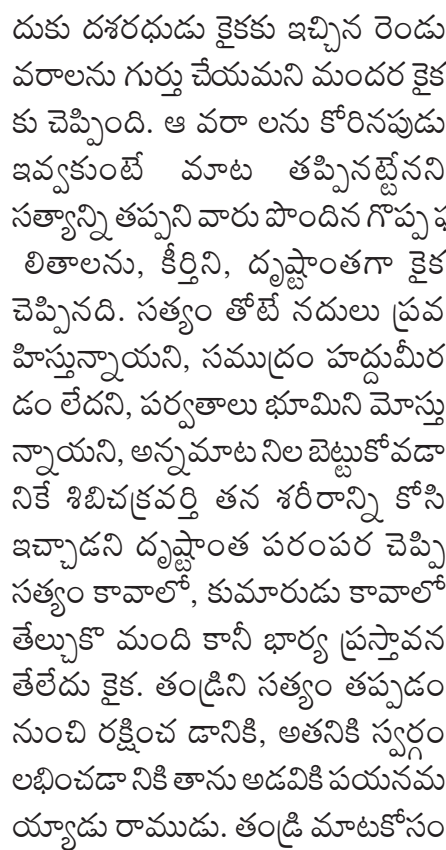 దుకు దశరధుడు కైకకు ఇచ్చిన రెండు
వరాలను గుర్తు చేయమని మందర కైక
కు చెప్పింది. ఆ వరా లను కోరినపుడు
ఇవ్వకుంటే మాట తప్పినట్టేనని
సత్యాన్ని తప్పని వారు పొందిన గొప్ప ఫ
లితాలను, కీర్తిని, దృష్టాంతగా కైక
చెప్పినది. సత్యం తోటే నదులు ప్రవ
హిస్తున్నాయని, సముద్రం హద్దుమీర
డం లేదని, పర్వతాలు భూమిని మోస్తు
న్నాయని, అన్నమాట నిల బెట్టుకోవడా
నికే శిబిచక్రవర్తి తన శరీరాన్ని కోసి
ఇచ్చాడని దృష్టాంత పరంపర చెప్పి
సత్యం కావాలో, కుమారుడు కావాలో
తేల్చుకొ మంది కానీ భార్య ప్రస్తావన
తేలేదు కైక. తండ్రిని సత్యం తప్పడం
నుంచి రక్షించ డానికి, అతనికి స్వర్గం
లభించడా నికి తాను అడవికి పయనమ
య్యాడు రాముడు. తండ్రి మాటకోసం